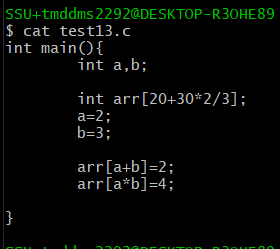 SSU+tmddms2292@DESKTOP-R3OHE89
$ cat test13.c
int main(){
        int a,b;

        int arr[20+30*2/3];
        a=2;
        b=3;

        arr[a+b]=2;
        arr[a*b]=4;

}